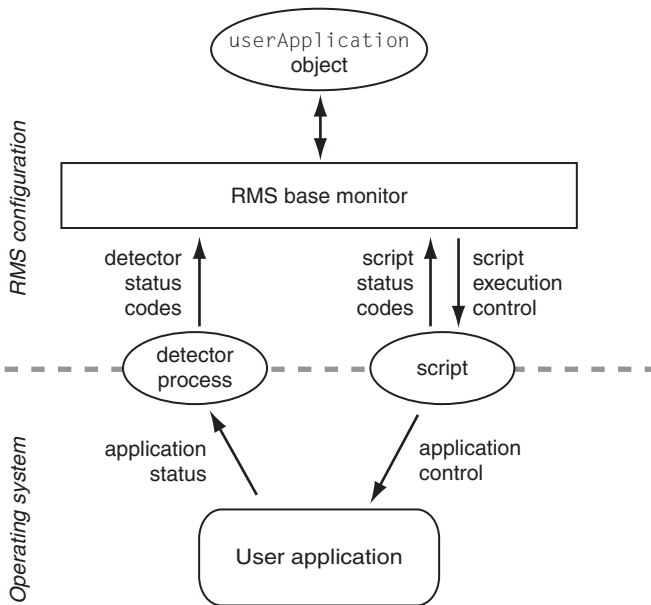 userApplication
object
RMS configuration
RMS base monitor
detector
status
codes
script
status
codes
script
execution
control
detector
process
script
application
status
application
control
Operating system
User application